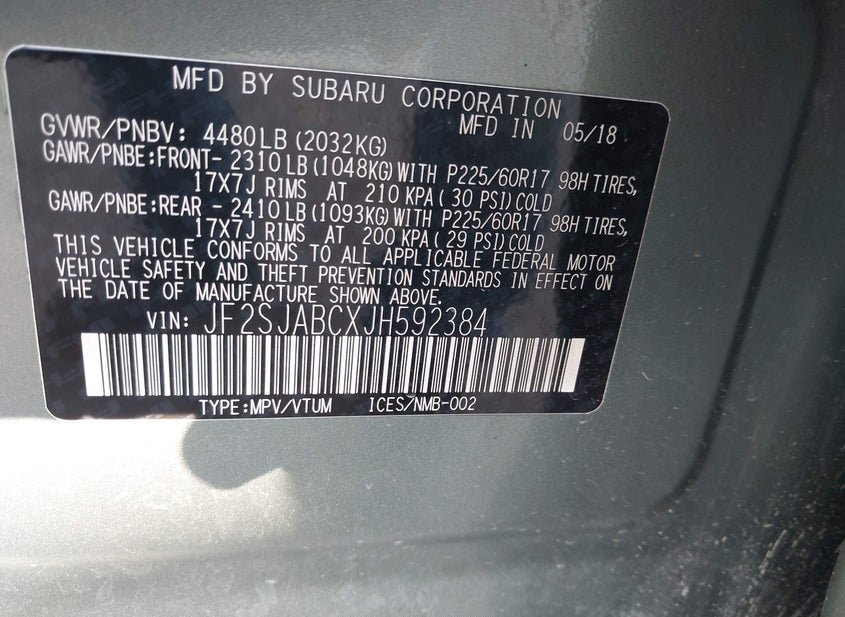 MFD BY SUBARU CORPORATION
MFD IN 05/18
GVWR/PNBV: 4480LB (2032KG)
GAWR/PNBE:FRONT- 2310LB (1048KG) WITH P225/60R17 98H TIRES,
17X7J RIMS AT 210 KPA ( 30 PSI) COLD
GAWR/PNBE:REAR - 2410LB (1093KG) WITH P225/60R17 98H TIRES,
17X7J RIMS AT 200 KPA ( 29 PSI) COLD
THIS VEHICLE CONFORMS TO ALL APPLICABLE FEDERAL MOTOR
VEHICLE SAFETY AND THEFT PREVENTION STANDARDS IN EFFECT ON
THE DATE OF MANUFACTURE SHOWN ABOVE.
VIN: JF2SJABCXJH592384
TYPE:MPV/VTUM ICES/NMB-002